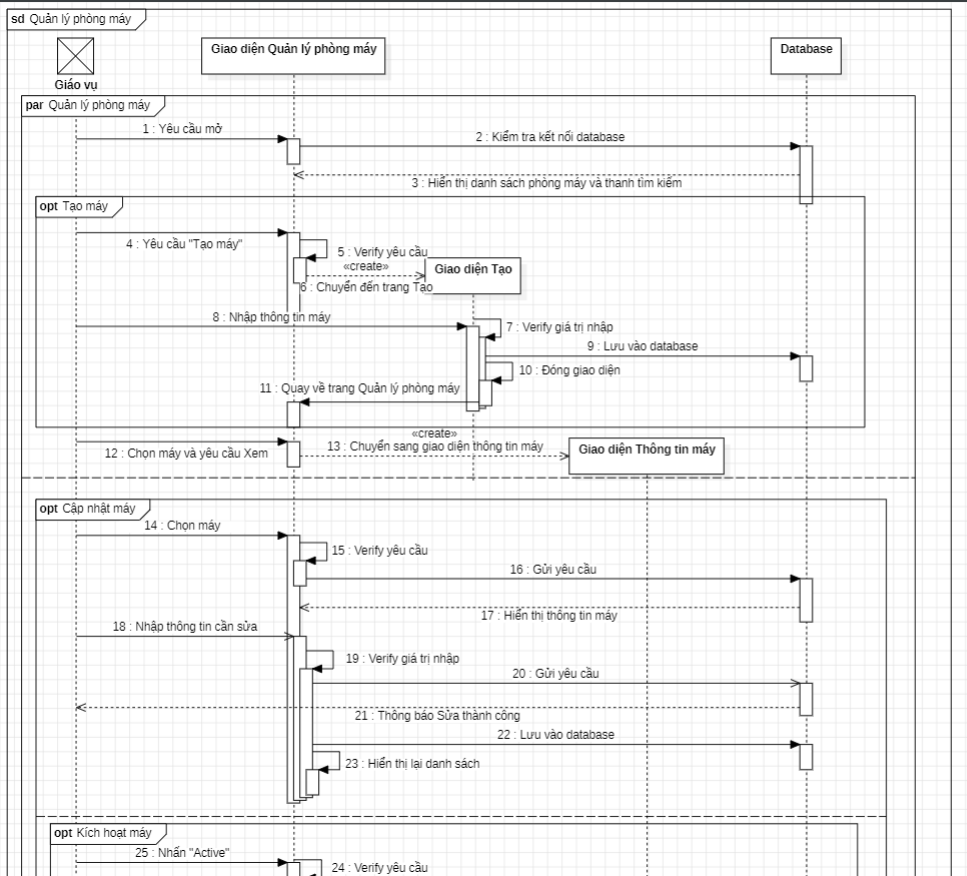 sd Quản lý phòng máy
Giao diện Quản lý phòng máy
Database
Giáo vụ
par Quản lý phòng máy
1 : Yêu cầu mở
2 : Kiểm tra kết nối database
3 : Hiển thị danh sách phòng máy và thanh tìm kiếm
opt Tạo máy
4 : Yêu cầu "Tạo máy"
5 : Verify yêu cầu
«create»
Giao diện Tạo
6 : Chuyển đến trang Tạo
8 : Nhập thông tin máy
7 : Verify giá trị nhập
9 : Lưu vào database
10 : Đóng giao diện
11 : Quay về trang Quản lý phòng máy
«create»
12 : Chọn máy và yêu cầu Xem
13 : Chuyển sang giao diện thông tin máy
Giao diện Thông tin máy
opt Cập nhật máy
14 : Chọn máy
15 : Verify yêu cầu
16 : Gửi yêu cầu
17 : Hiển thị thông tin máy
18 : Nhập thông tin cần sửa
19 : Verify giá trị nhập
20 : Gửi yêu cầu
21 : Thông báo Sửa thành công
22 : Lưu vào database
23 : Hiển thị lại danh sách
opt Kích hoạt máy
25 : Nhấn "Active"
24 : Verify yêu cầu